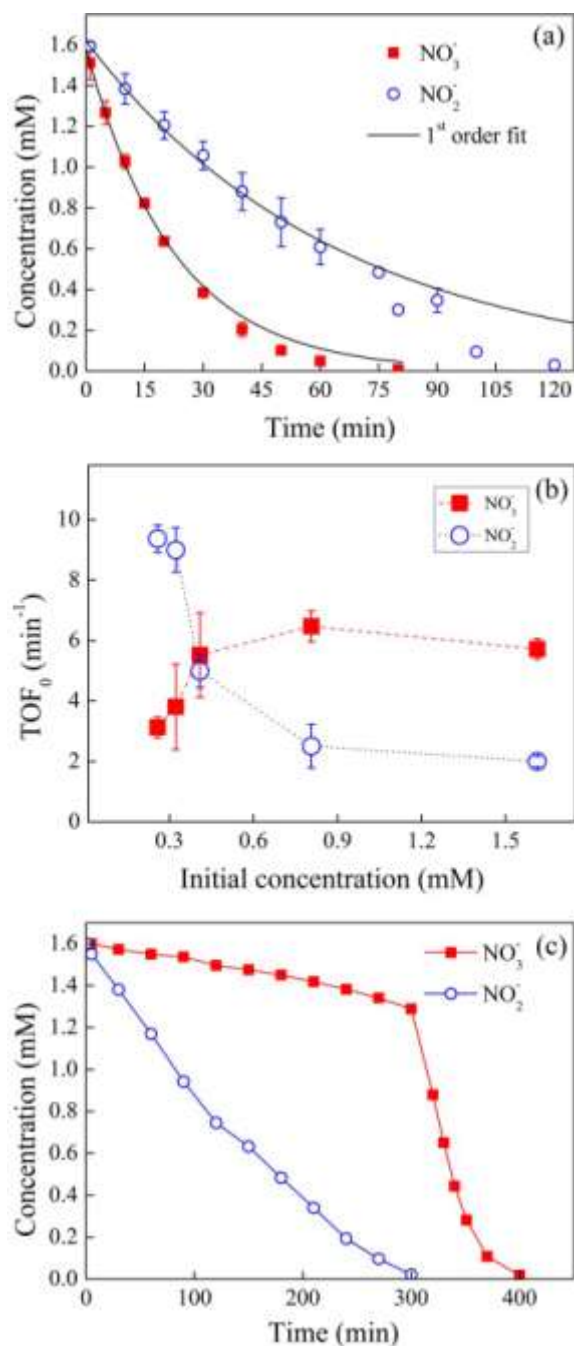 (a)
NO₃⁻
NO₂⁻
1ˢᵗ order fit
Concentration (mM)
1.6
1.4
1.2
1.0
0.8
0.6
0.4
0.2
0.0
0 15 30 45 60 75 90 105 120
Time (min)
(b)
NO₃⁻
NO₂⁻
TOF₀ (min⁻¹)
10
8
6
4
2
0
0.3 0.6 0.9 1.2 1.5
Initial concentration (mM)
(c)
NO₃⁻
NO₂⁻
Concentration (mM)
1.6
1.4
1.2
1.0
0.8
0.6
0.4
0.2
0.0
0 100 200 300 400
Time (min)